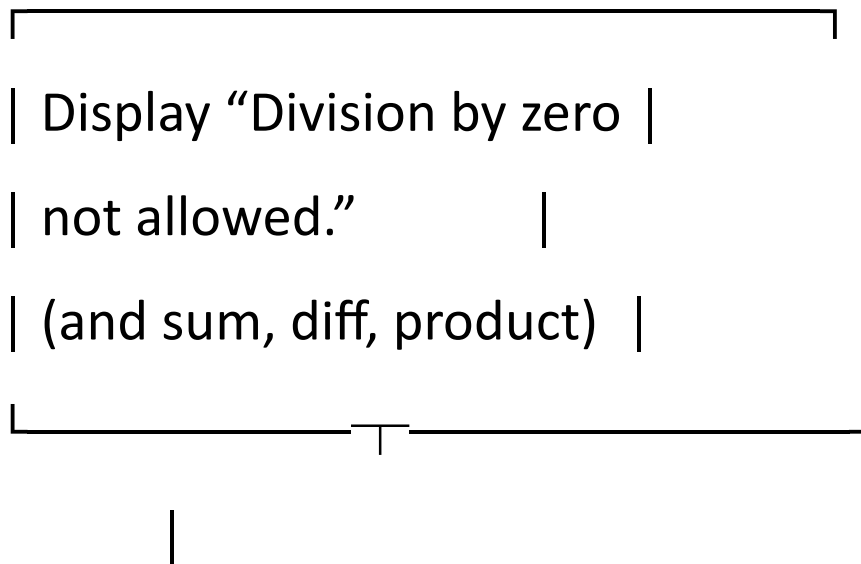 Display “Division by zero
not allowed.”
(and sum, diff, product)